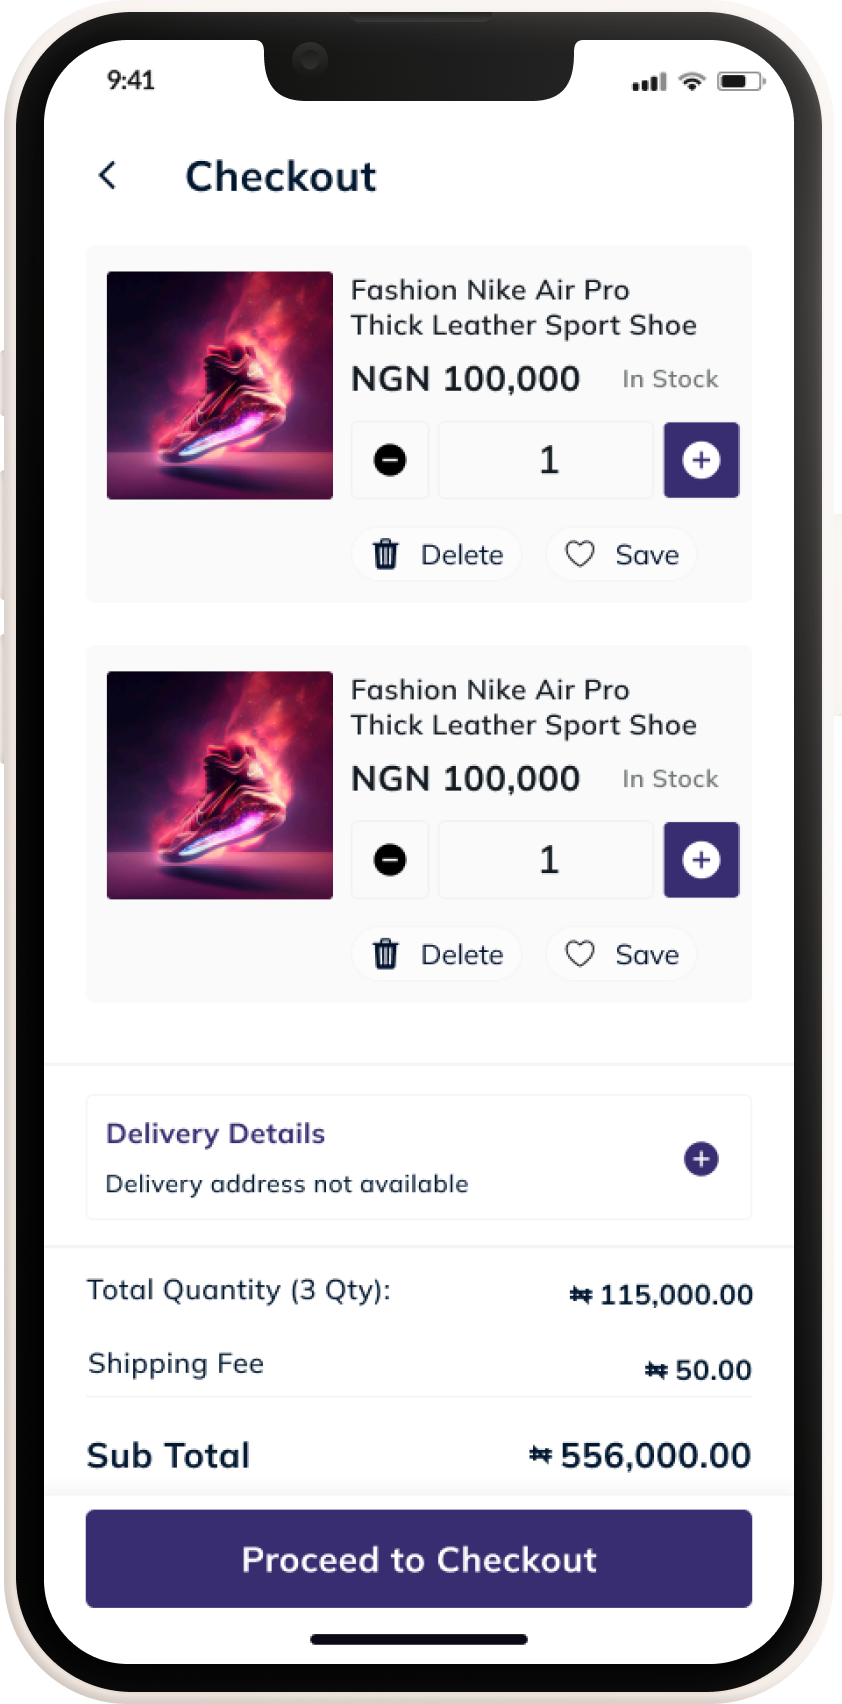 9:41
Checkout
Fashion Nike Air Pro
Thick Leather Sport Shoe
NGN 100,000 In Stock
1
Delete Save
Fashion Nike Air Pro
Thick Leather Sport Shoe
NGN 100,000 In Stock
1
Delete Save
Delivery Details
Delivery address not available
Total Quantity (3 Qty): ₦ 115,000.00
Shipping Fee ₦ 50.00
Sub Total ₦ 556,000.00
Proceed to Checkout